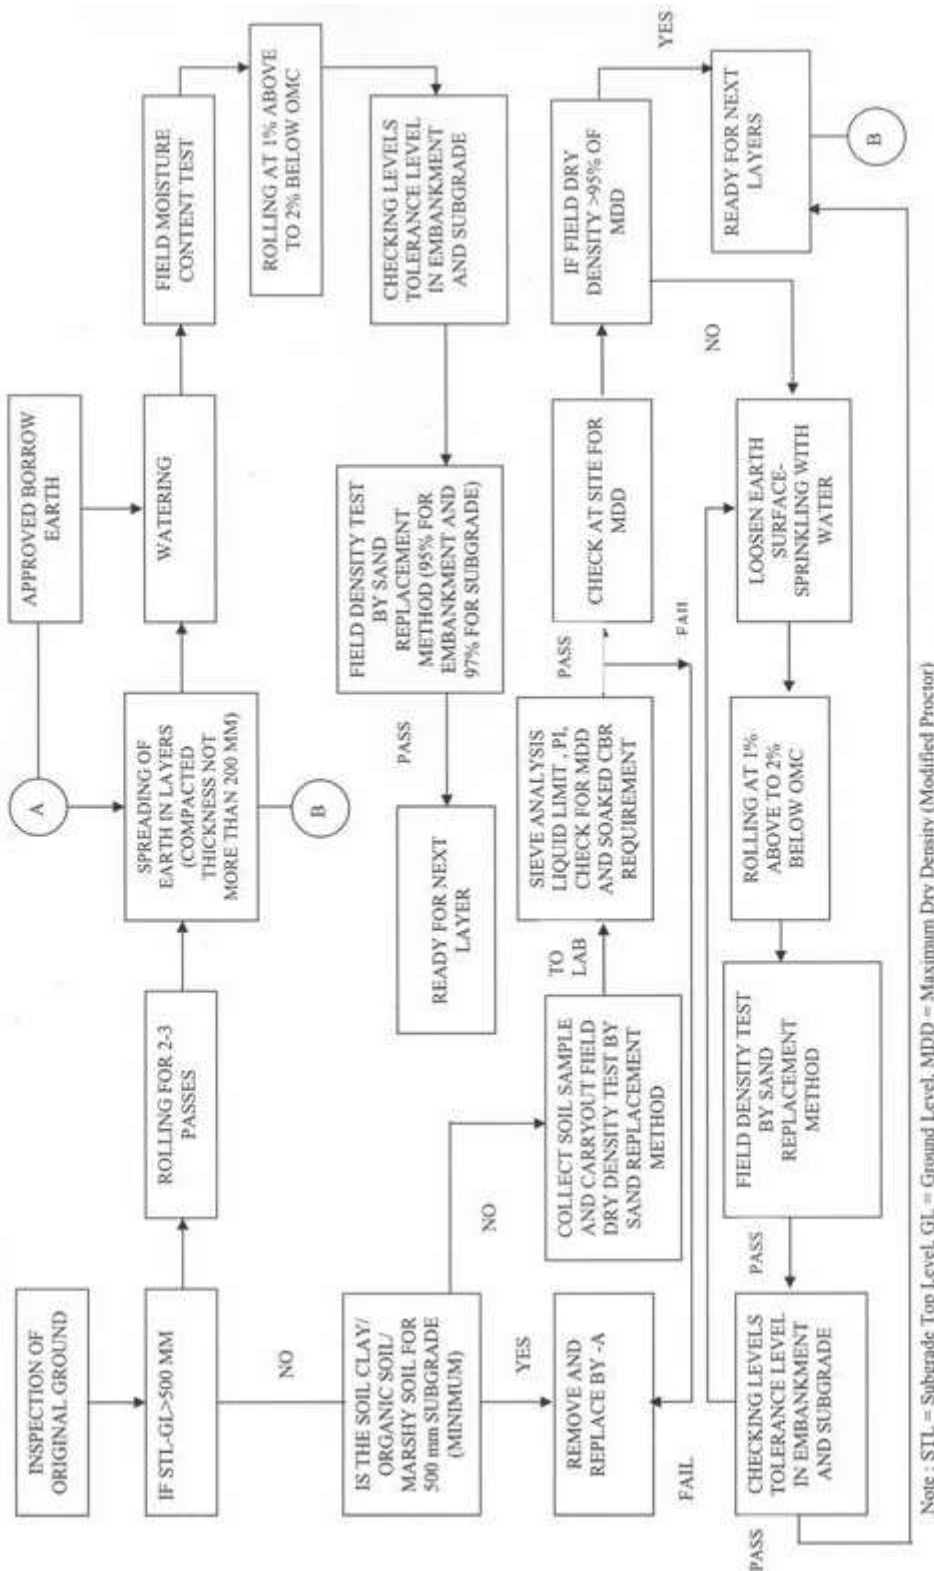 INSPECTION OF
ORIGINAL GROUND
IF STL-GL>500 MM
ROLLING FOR 2-3
PASSES
A
APPROVED BORROW
EARTH
SPREADING OF
EARTH IN LAYERS
(COMPACTED
THICKNESS NOT
MORE THAN 200 MM)
B
WATERING
FIELD MOISTURE
CONTENT TEST
ROLLING AT 1% ABOVE
TO 2% BELOW OMC
CHECKING LEVELS
TOLERANCE LEVEL
IN EMBANKMENT
AND SUBGRADE
FIELD DENSITY TEST
BY SAND
REPLACEMENT
METHOD (95% FOR
EMBANKMENT AND
97% FOR SUBGRADE)
PASS
READY FOR NEXT
LAYER
NO
IS THE SOIL CLAY/
ORGANIC SOIL/
MARSHY SOIL FOR
500 mm SUBGRADE
(MINIMUM)
YES
NO
REMOVE AND
REPLACE BY -A
COLLECT SOIL SAMPLE
AND CARRYOUT FIELD
DRY DENSITY TEST BY
SAND REPLACEMENT
METHOD
TO
LAB
SIEVE ANALYSIS
LIQUID LIMIT , PI,
CHECK FOR MDD
AND SOAKED CBR
REQUIREMENT
PASS
FAIL
CHECK AT SITE FOR
MDD
IF FIELD DRY
DENSITY >95% OF
MDD
YES
NO
READY FOR NEXT
LAYERS
B
LOOSEN EARTH
SURFACE-
SPRINKLING WITH
WATER
ROLLING AT 1%
ABOVE TO 2%
BELOW OMC
FIELD DENSITY TEST
BY SAND
REPLACEMENT
METHOD
PASS
FAIL
CHECKING LEVELS
TOLERANCE LEVEL
IN EMBANKMENT
AND SUBGRADE
PASS
Note : STL = Subgrade Top Level, GL = Ground Level, MDD = Maximum Dry Density (Modified Proctor)